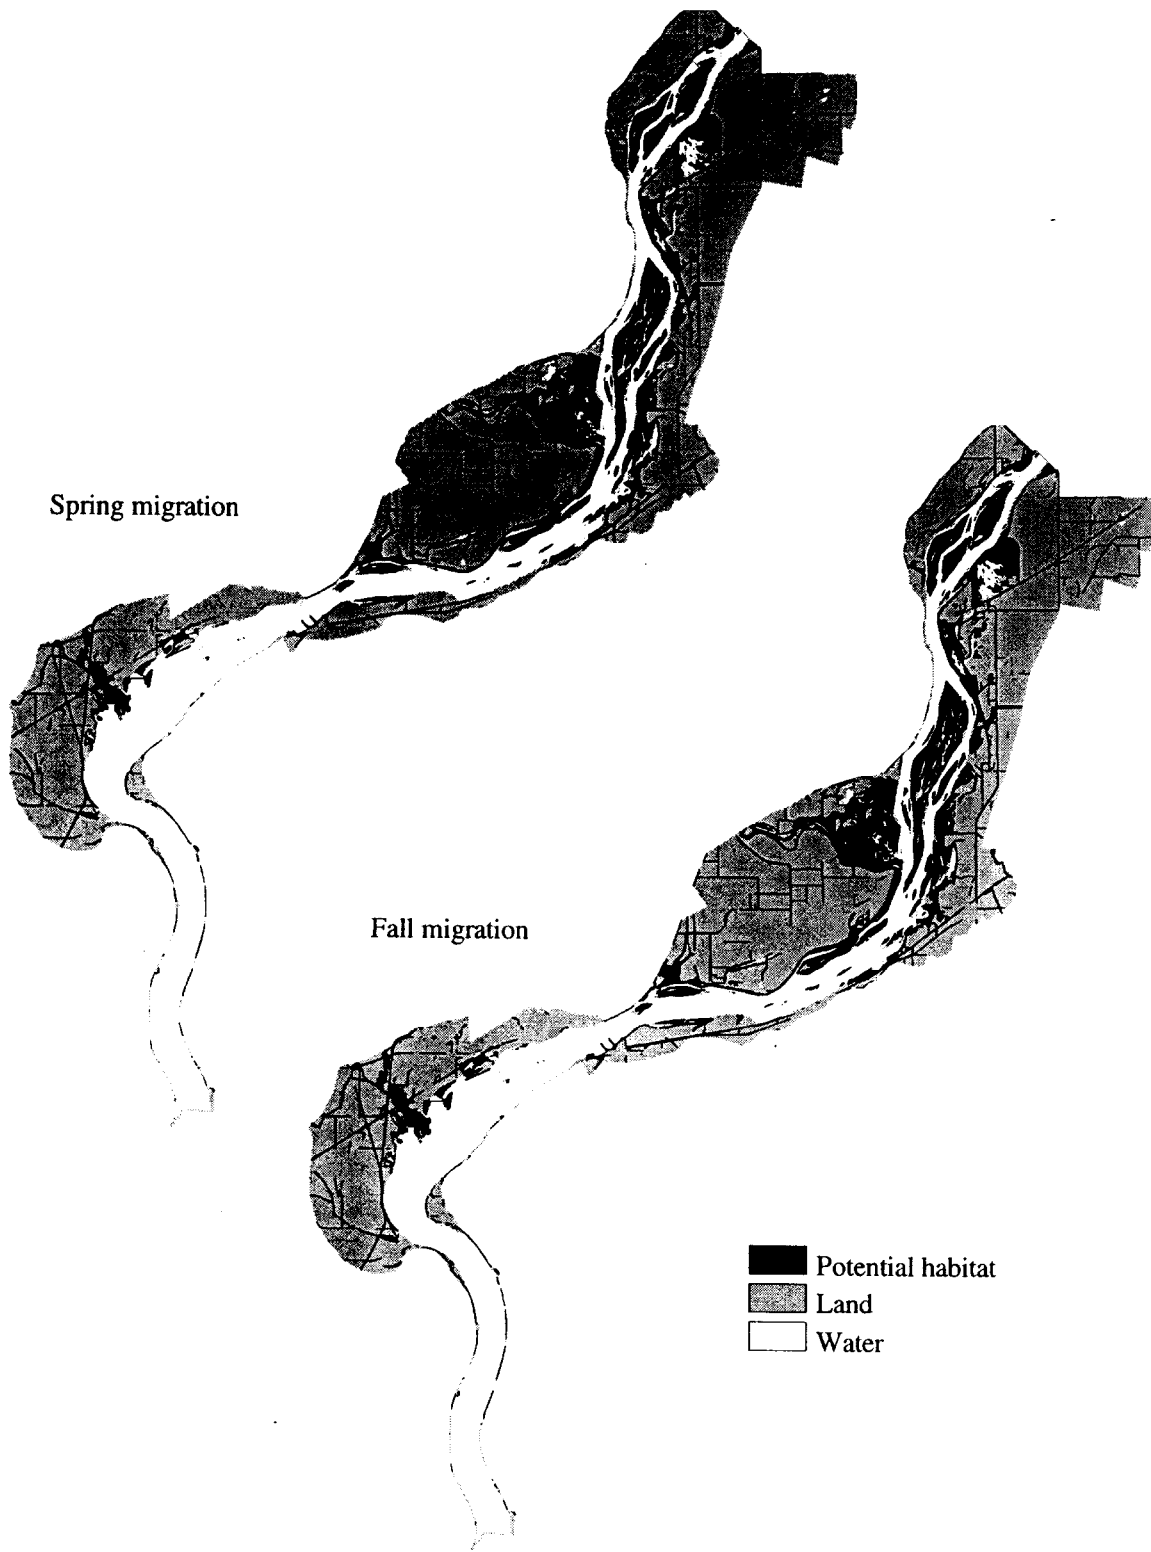 Spring migration
Fall migration
Potential habitat
Land
Water